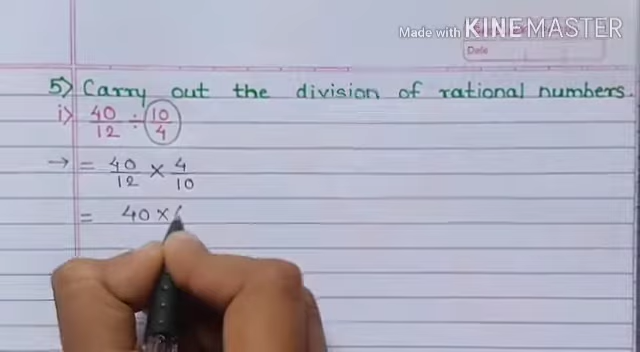 Made with KINEMASTER
Date
5) Carry out the division of rational numbers.
i) 40/12 ÷ 10/4
→ = 40/12 × 4/10
= 40 ×